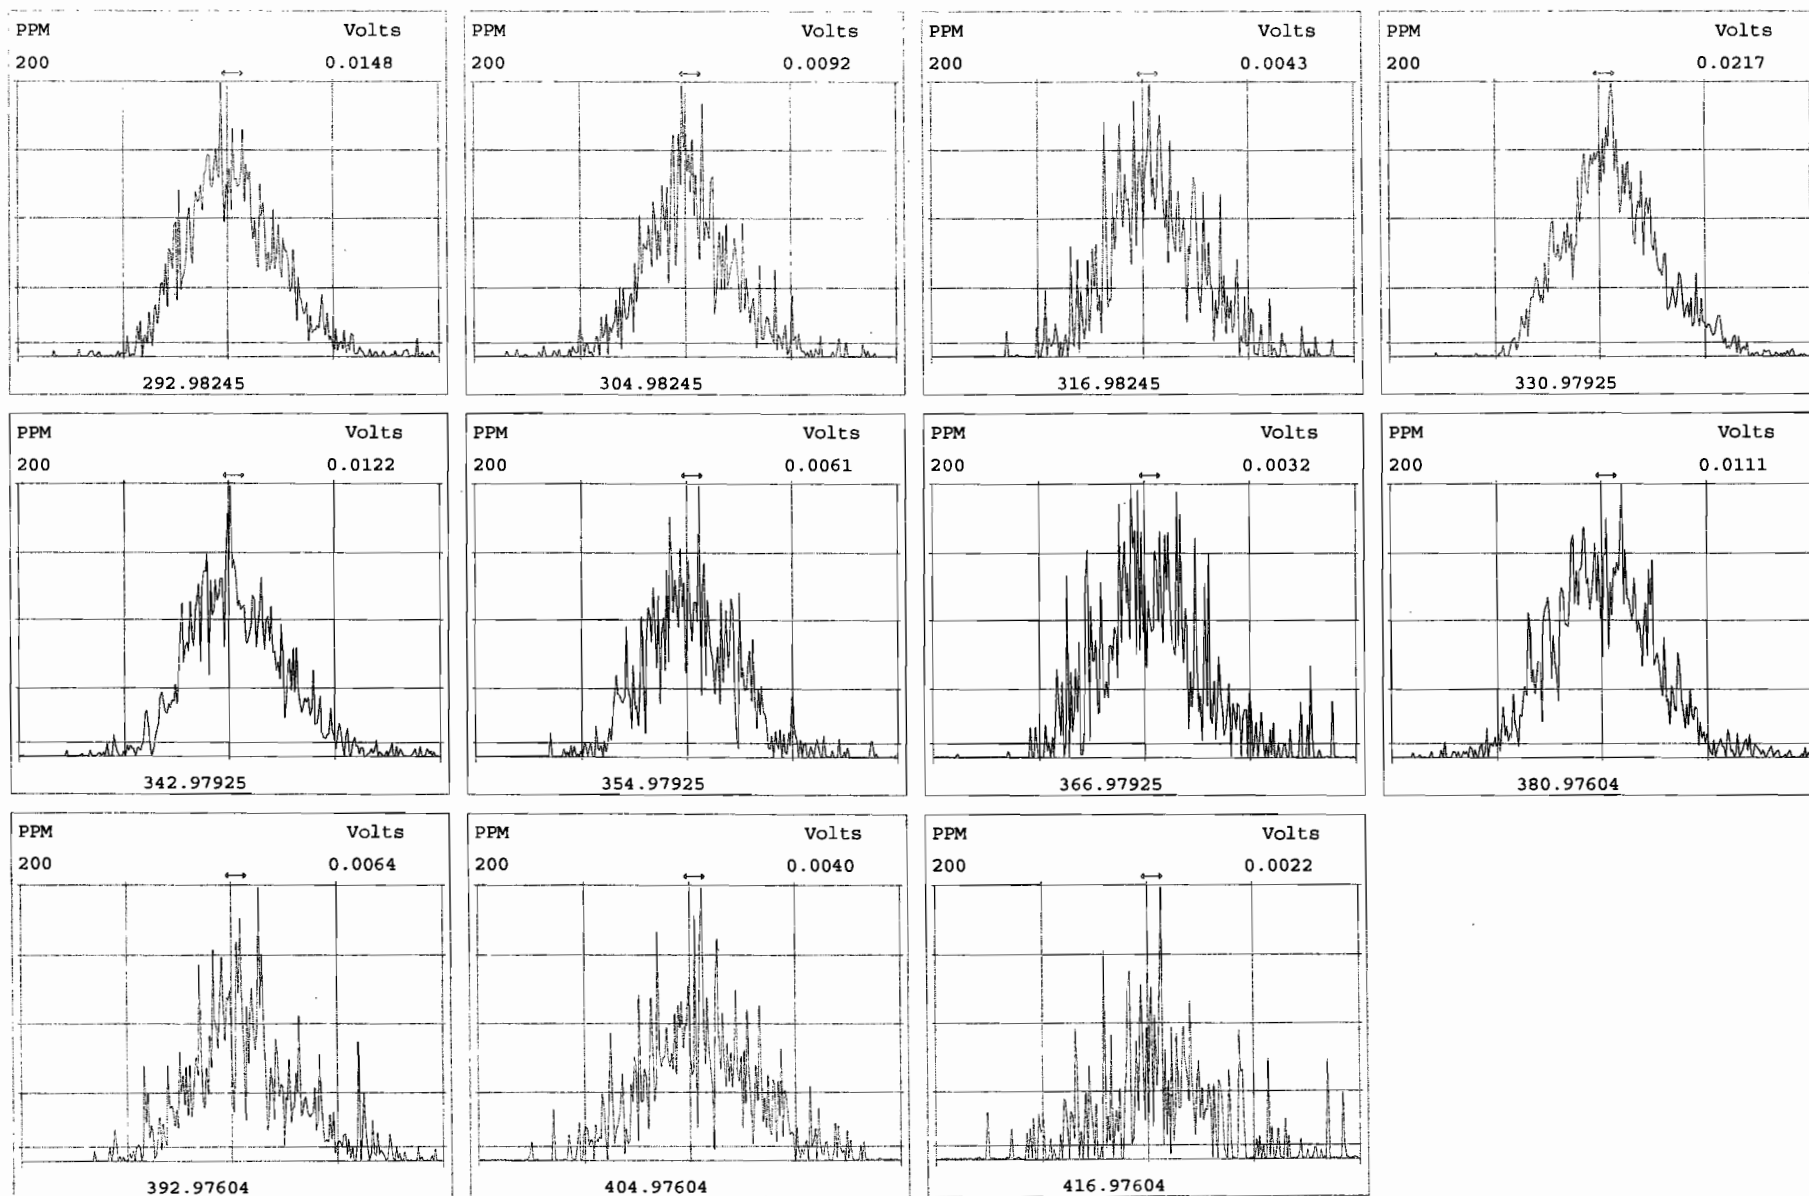 PPM Volts
200 0.0148
292.98245
PPM Volts
200 0.0092
304.98245
PPM Volts
200 0.0043
316.98245
PPM Volts
200 0.0217
330.97925
PPM Volts
200 0.0122
342.97925
PPM Volts
200 0.0061
354.97925
PPM Volts
200 0.0032
366.97925
PPM Volts
200 0.0111
380.97604
PPM Volts
200 0.0064
392.97604
PPM Volts
200 0.0040
404.97604
PPM Volts
200 0.0022
416.97604